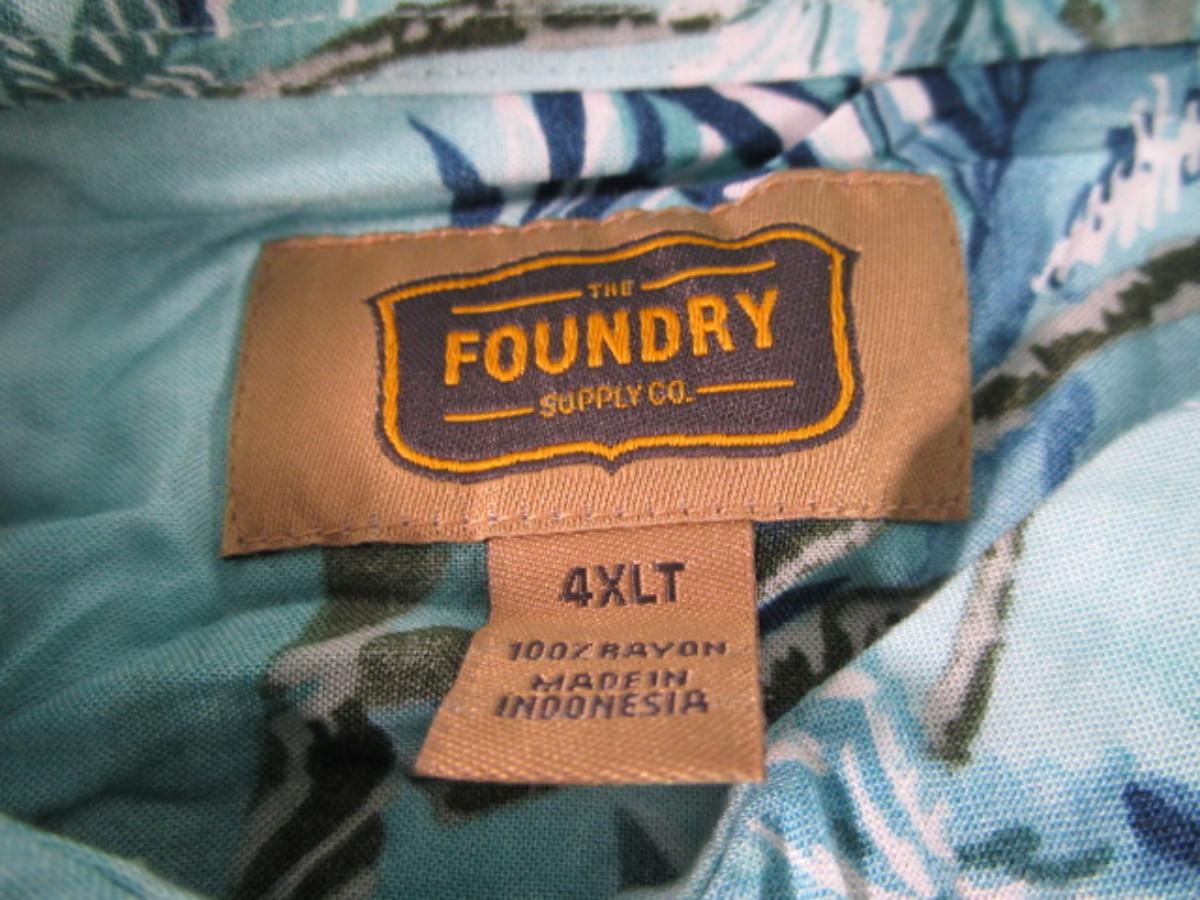 THE
FOUNDRY
SUPPLY CO.
4XLT
100% RAYON
MADE IN
INDONESIA